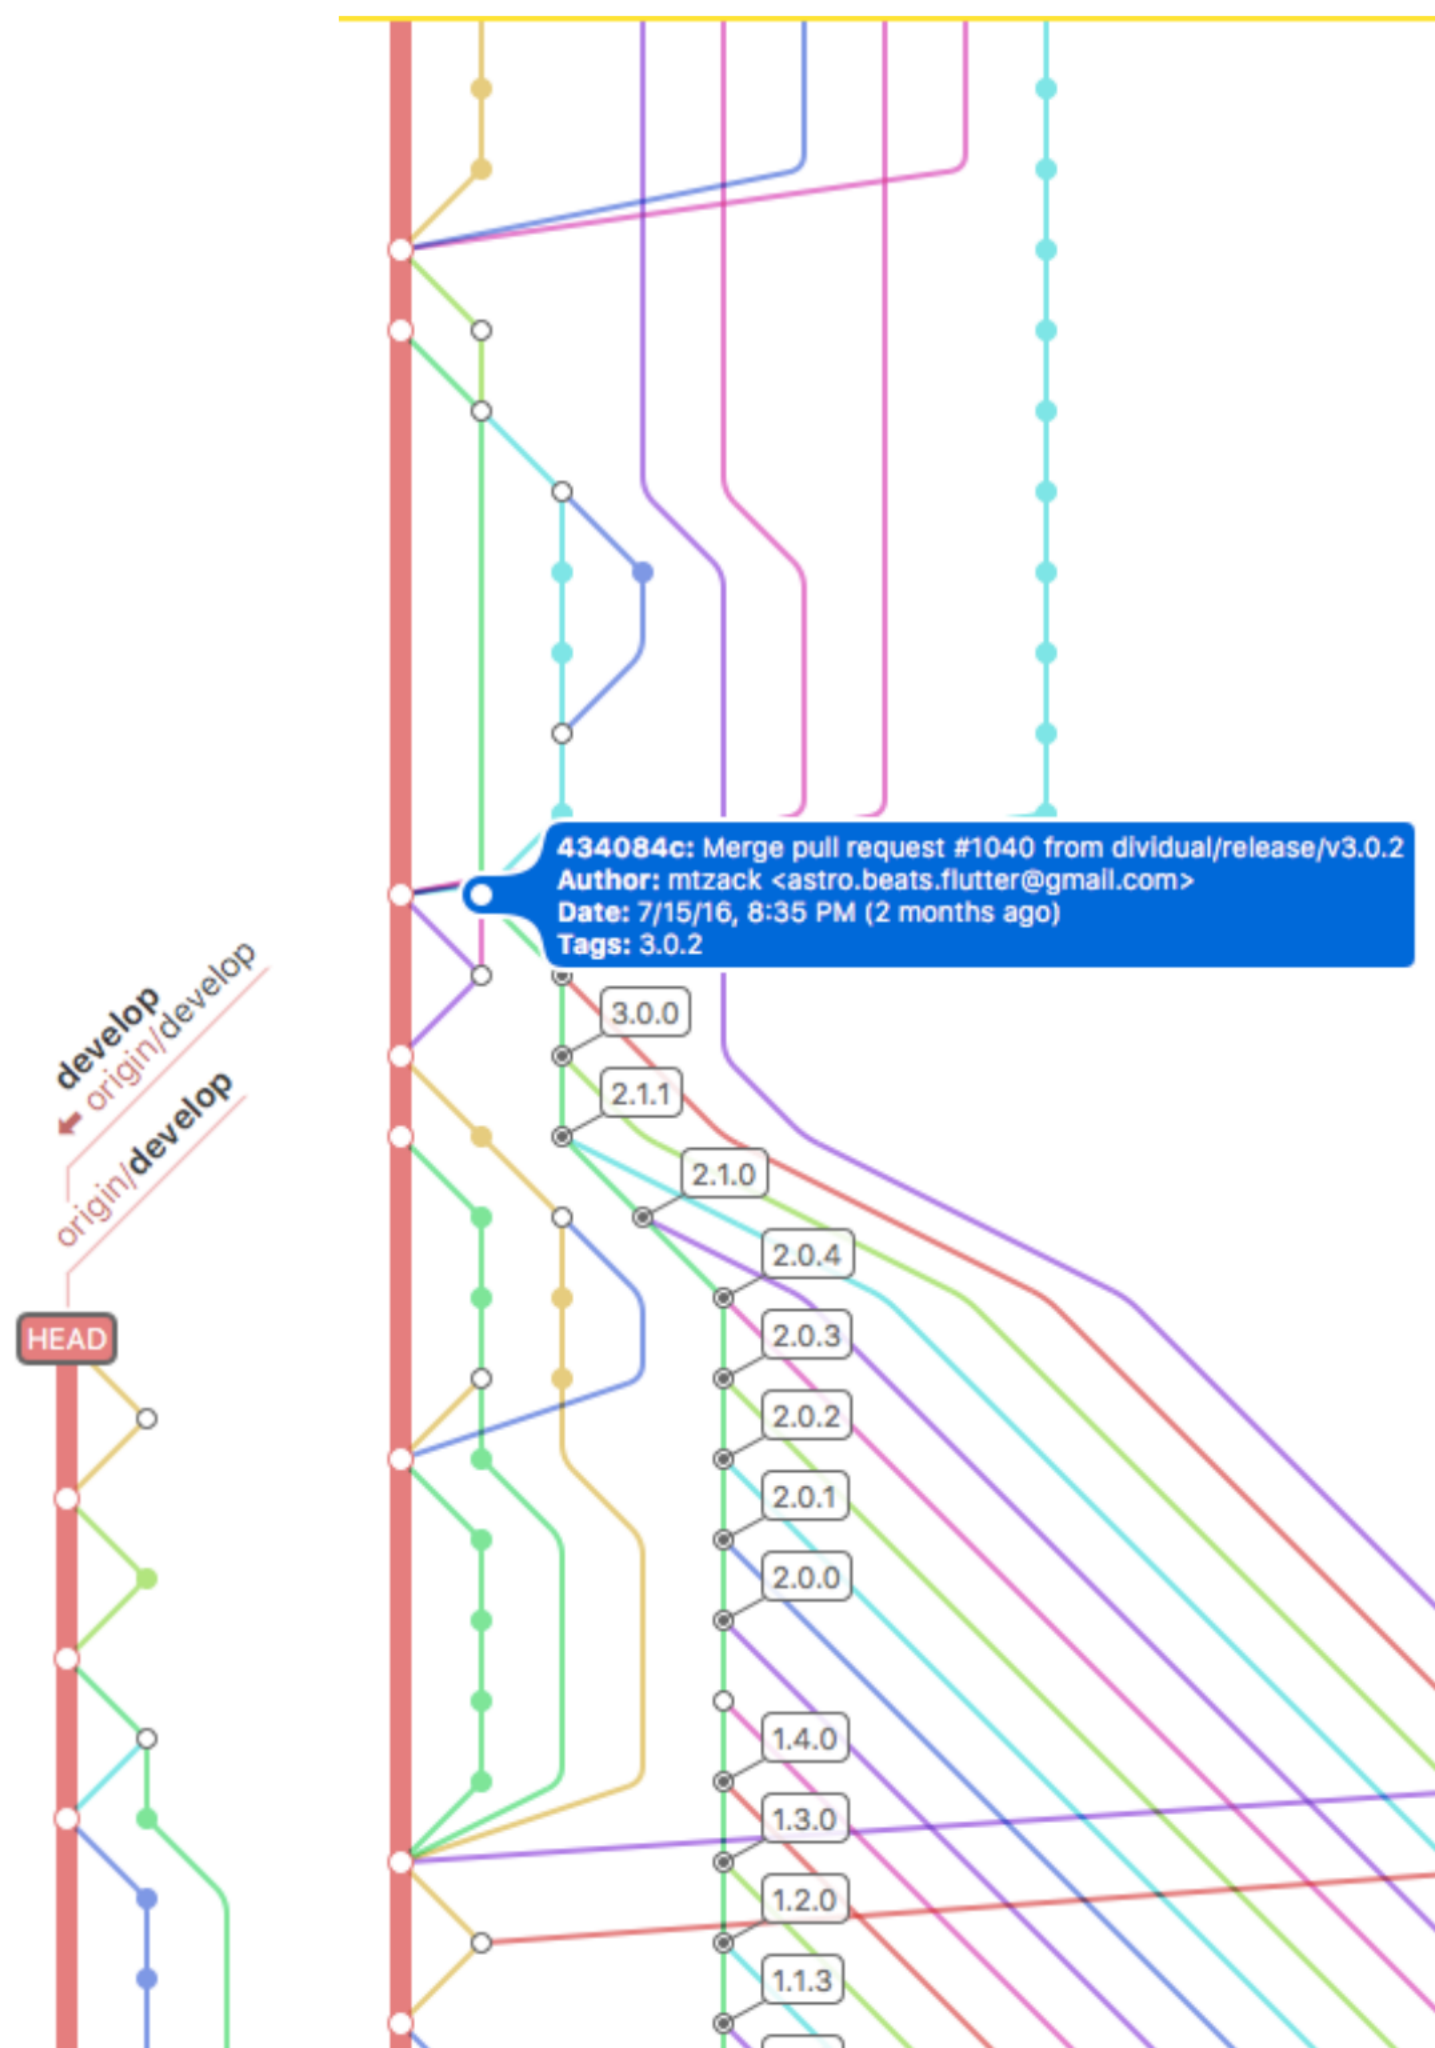 434084c: Merge pull request #1040 from dividual/release/v3.0.2
Author: mtzack <astro.beats.flutter@gmall.com>
Date: 7/15/16, 8:35 PM (2 months ago)
Tags: 3.0.2
develop
origin/develop
origin/develop
HEAD
3.0.0
2.1.1
2.1.0
2.0.4
2.0.3
2.0.2
2.0.1
2.0.0
1.4.0
1.3.0
1.2.0
1.1.3